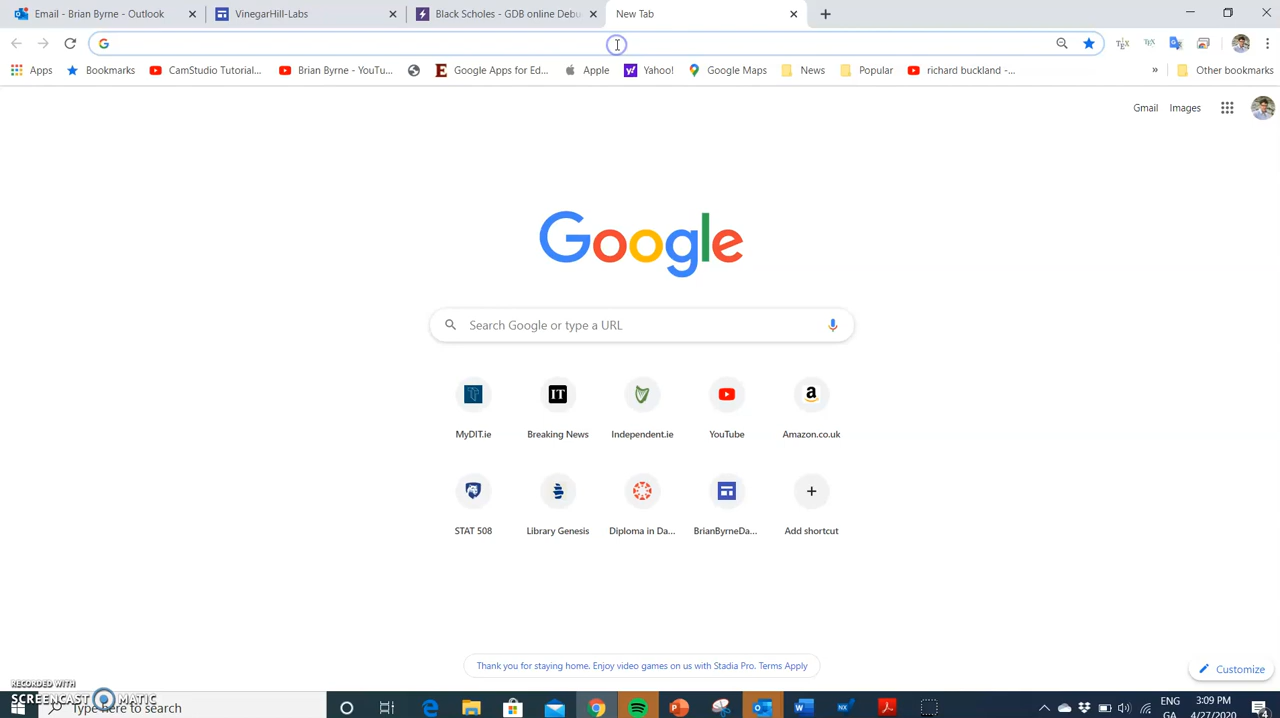 Email - Brian Byrne - Outlook
VinegarHill-Labs
Black Scholes - GDB online Debu
New Tab
Apps
Bookmarks
CamStudio Tutorial...
Brian Byrne - YouTu...
Google Apps for Ed...
Apple
Yahoo!
Google Maps
News
Popular
richard buckland -...
»
Other bookmarks
Gmail
Images
Google
Search Google or type a URL
MyDIT.ie
Breaking News
Independent.ie
YouTube
Amazon.co.uk
STAT 508
Library Genesis
Diploma in Da...
BrianByrneDa...
Add shortcut
Thank you for staying home. Enjoy video games on us with Stadia Pro. Terms Apply
Customize
RECORDED WITH
SCREENCAST MATIC
Type here to search
ENG
GA
3:09 PM
4/27/2020
4